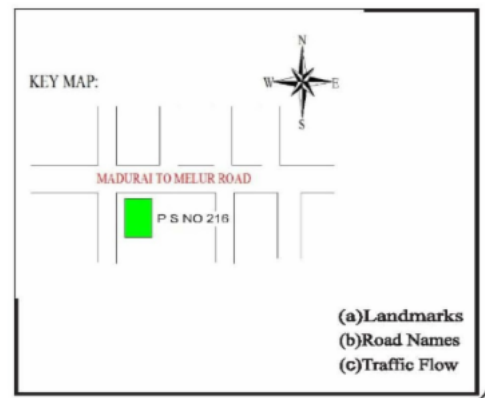 N
KEY MAP:
W E
S
MADURAI TO MELUR ROAD
P S NO 216
(a)Landmarks
(b)Road Names
(c)Traffic Flow